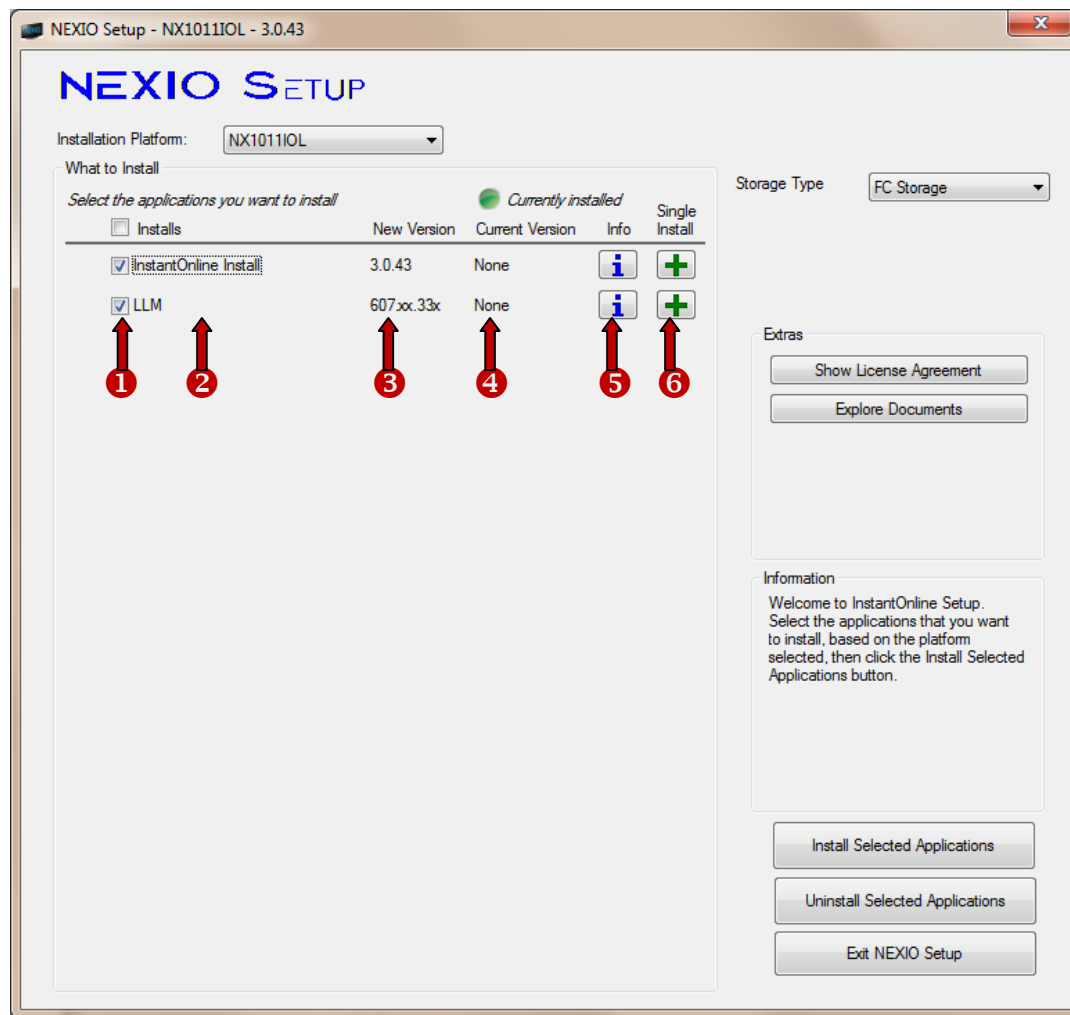 NEXIO Setup - NX1011IOL - 3.0.43
x
NEXIO SETUP
Installation Platform: NX1011IOL
What to Install
Select the applications you want to install
Currently installed
Installs New Version Current Version Info Single Install
InstantOnline Install 3.0.43 None i
LLM 607.xx.33x None i
1 2 3 4 5 6
Storage Type FC Storage
Extras
Show License Agreement
Explore Documents
Information
Welcome to InstantOnline Setup.
Select the applications that you want
to install, based on the platform
selected, then click the Install Selected
Applications button.
Install Selected Applications
Uninstall Selected Applications
Exit NEXIO Setup